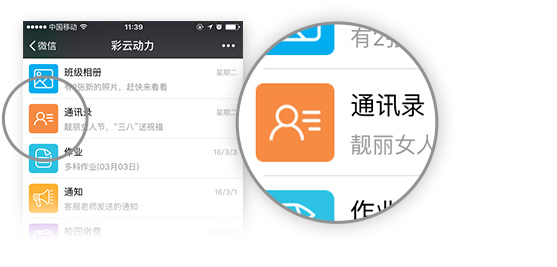 中国移动
11:39
微信
彩云动力
班级相册
星期二
有2张新的照片，赶快来看看
通讯录
星期二
靓丽女人节，“三八”送祝福
作业
16/3/3
多科作业(03月03日)
通知
16/3/1
客服老师发送的通知
校园缴费
有2张
通讯录
靓丽女人
作业